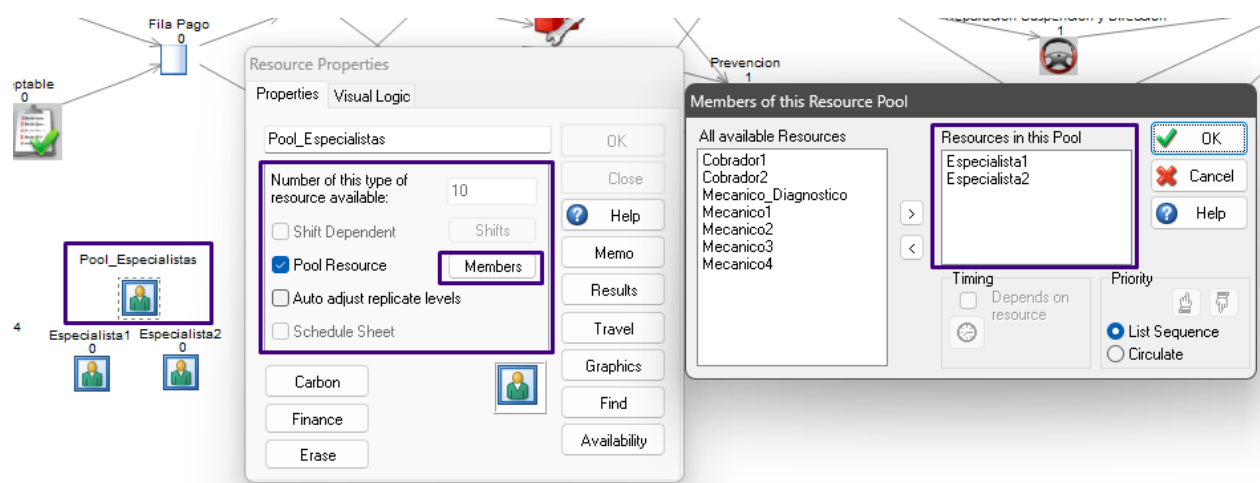 Fila Pago
0
Reparacion Suspencion y Direccion
1
Prevencion
1
eptable
0
Resource Properties
Properties
Visual Logic
Pool_Especialistas
OK
Number of this type of
resource available:
10
Close
Shift Dependent
Shifts
Help
Pool Resource
Members
Memo
Auto adjust replicate levels
Results
Schedule Sheet
Travel
Graphics
Carbon
Find
Finance
Availability
Erase
Members of this Resource Pool
All available Resources
Cobrador1
Cobrador2
Mecanico_Diagnostico
Mecanico1
Mecanico2
Mecanico3
Mecanico4
>
<
Resources in this Pool
Especialista1
Especialista2
OK
Cancel
Help
Timing
Depends on
resource
Priority
List Sequence
Circulate
Pool_Especialistas
4
Especialista1
0
Especialista2
0